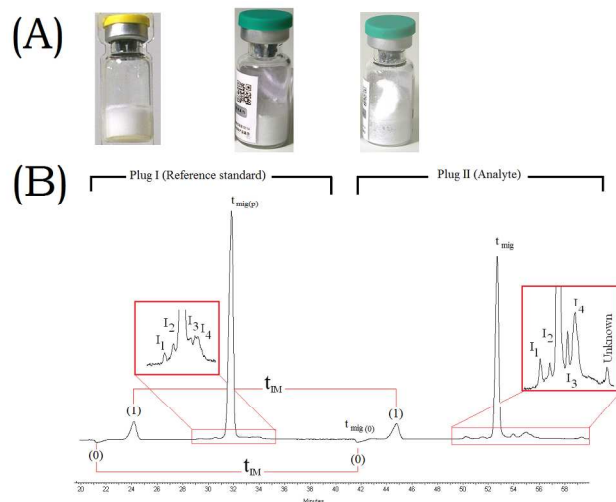 (A)
(B)
Plug I (Reference standard)
Plug II (Analyte)
t mig(p)
t mig
I1
I2
I3
I4
I1
I2
I3
I4
Unknown
tIM
(1)
(1)
t mig (0)
(0)
(0)
tIM
20 22 24 26 28 30 32 34 36 38 40 42 44 46 48 50 52 54 56 58
Minutes